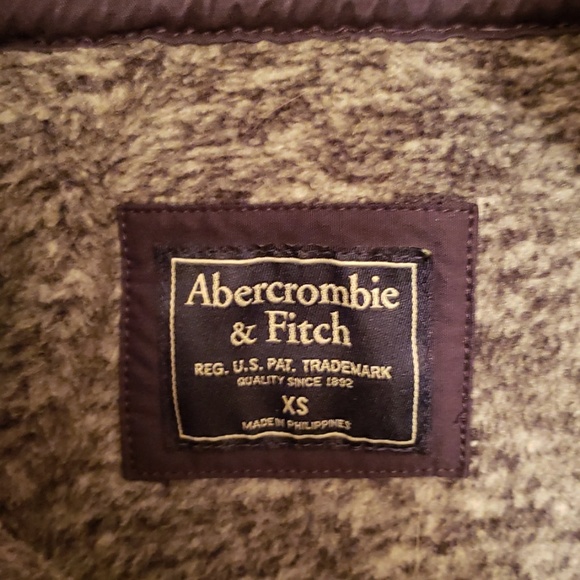 Abercrombie
& Fitch
REG. U.S. PAT. TRADEMARK
QUALITY SINCE 1892
XS
MADE IN PHILIPPINES